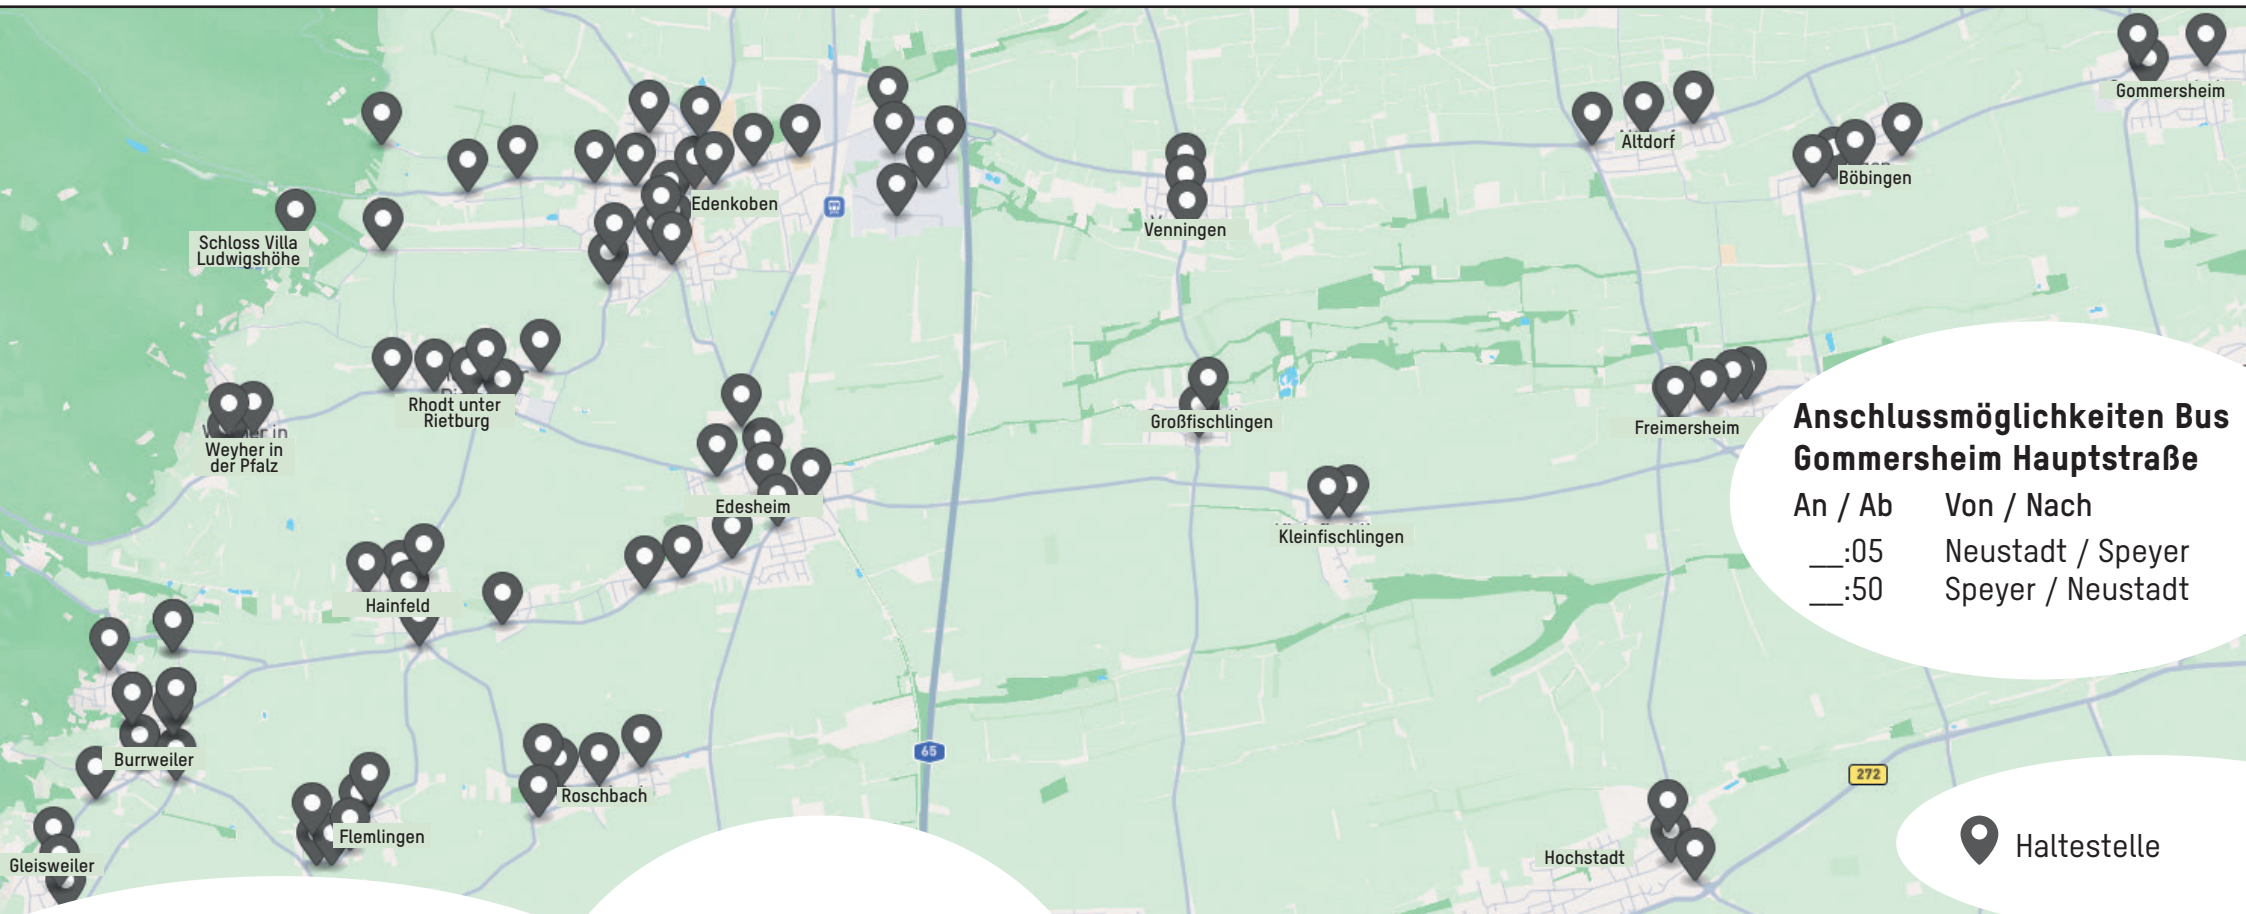 Gommersheim
Altdorf
Böbingen
Edenkoben
Venningen
Schloss Villa
Ludwigshöhe
Rhodt unter
Rietburg
Großfischlingen
Freimersheim
Weyher in
der Pfalz
Edesheim
Kleinfischlingen
Hainfeld
Anschlussmöglichkeiten Bus
Gommersheim Hauptstraße
An / Ab Von / Nach
__:05 Neustadt / Speyer
__:50 Speyer / Neustadt
65
272
Burrweiler
Roschbach
Flemlingen
Gleisweiler
Hochstadt
Haltestelle